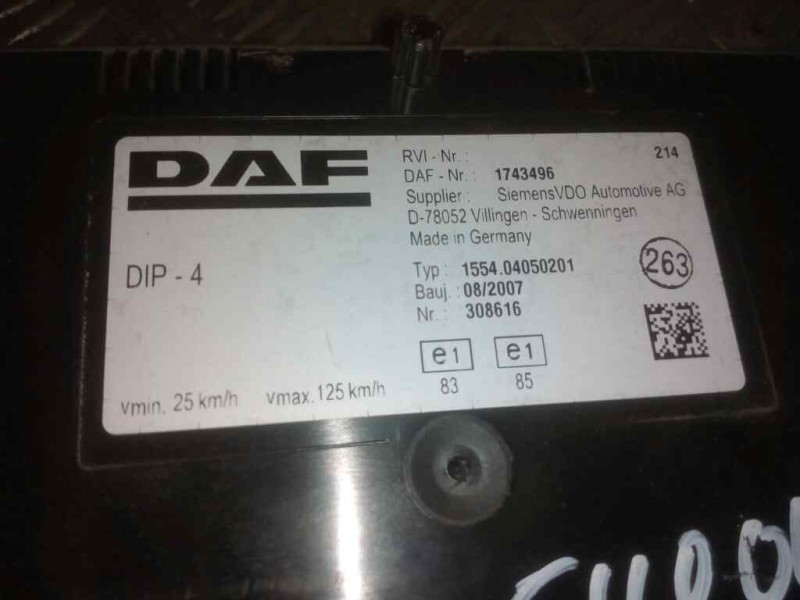 DAF
DIP - 4
vmin. 25 km/h vmax. 125 km/h
RVI - Nr. : 214
DAF - Nr. : 1743496
Supplier : SiemensVDO Automotive AG
D-78052 Villingen - Schwenningen
Made in Germany
Typ : 1554.04050201
Bauj. : 08/2007
Nr. : 308616
263
e1 e1
83 85